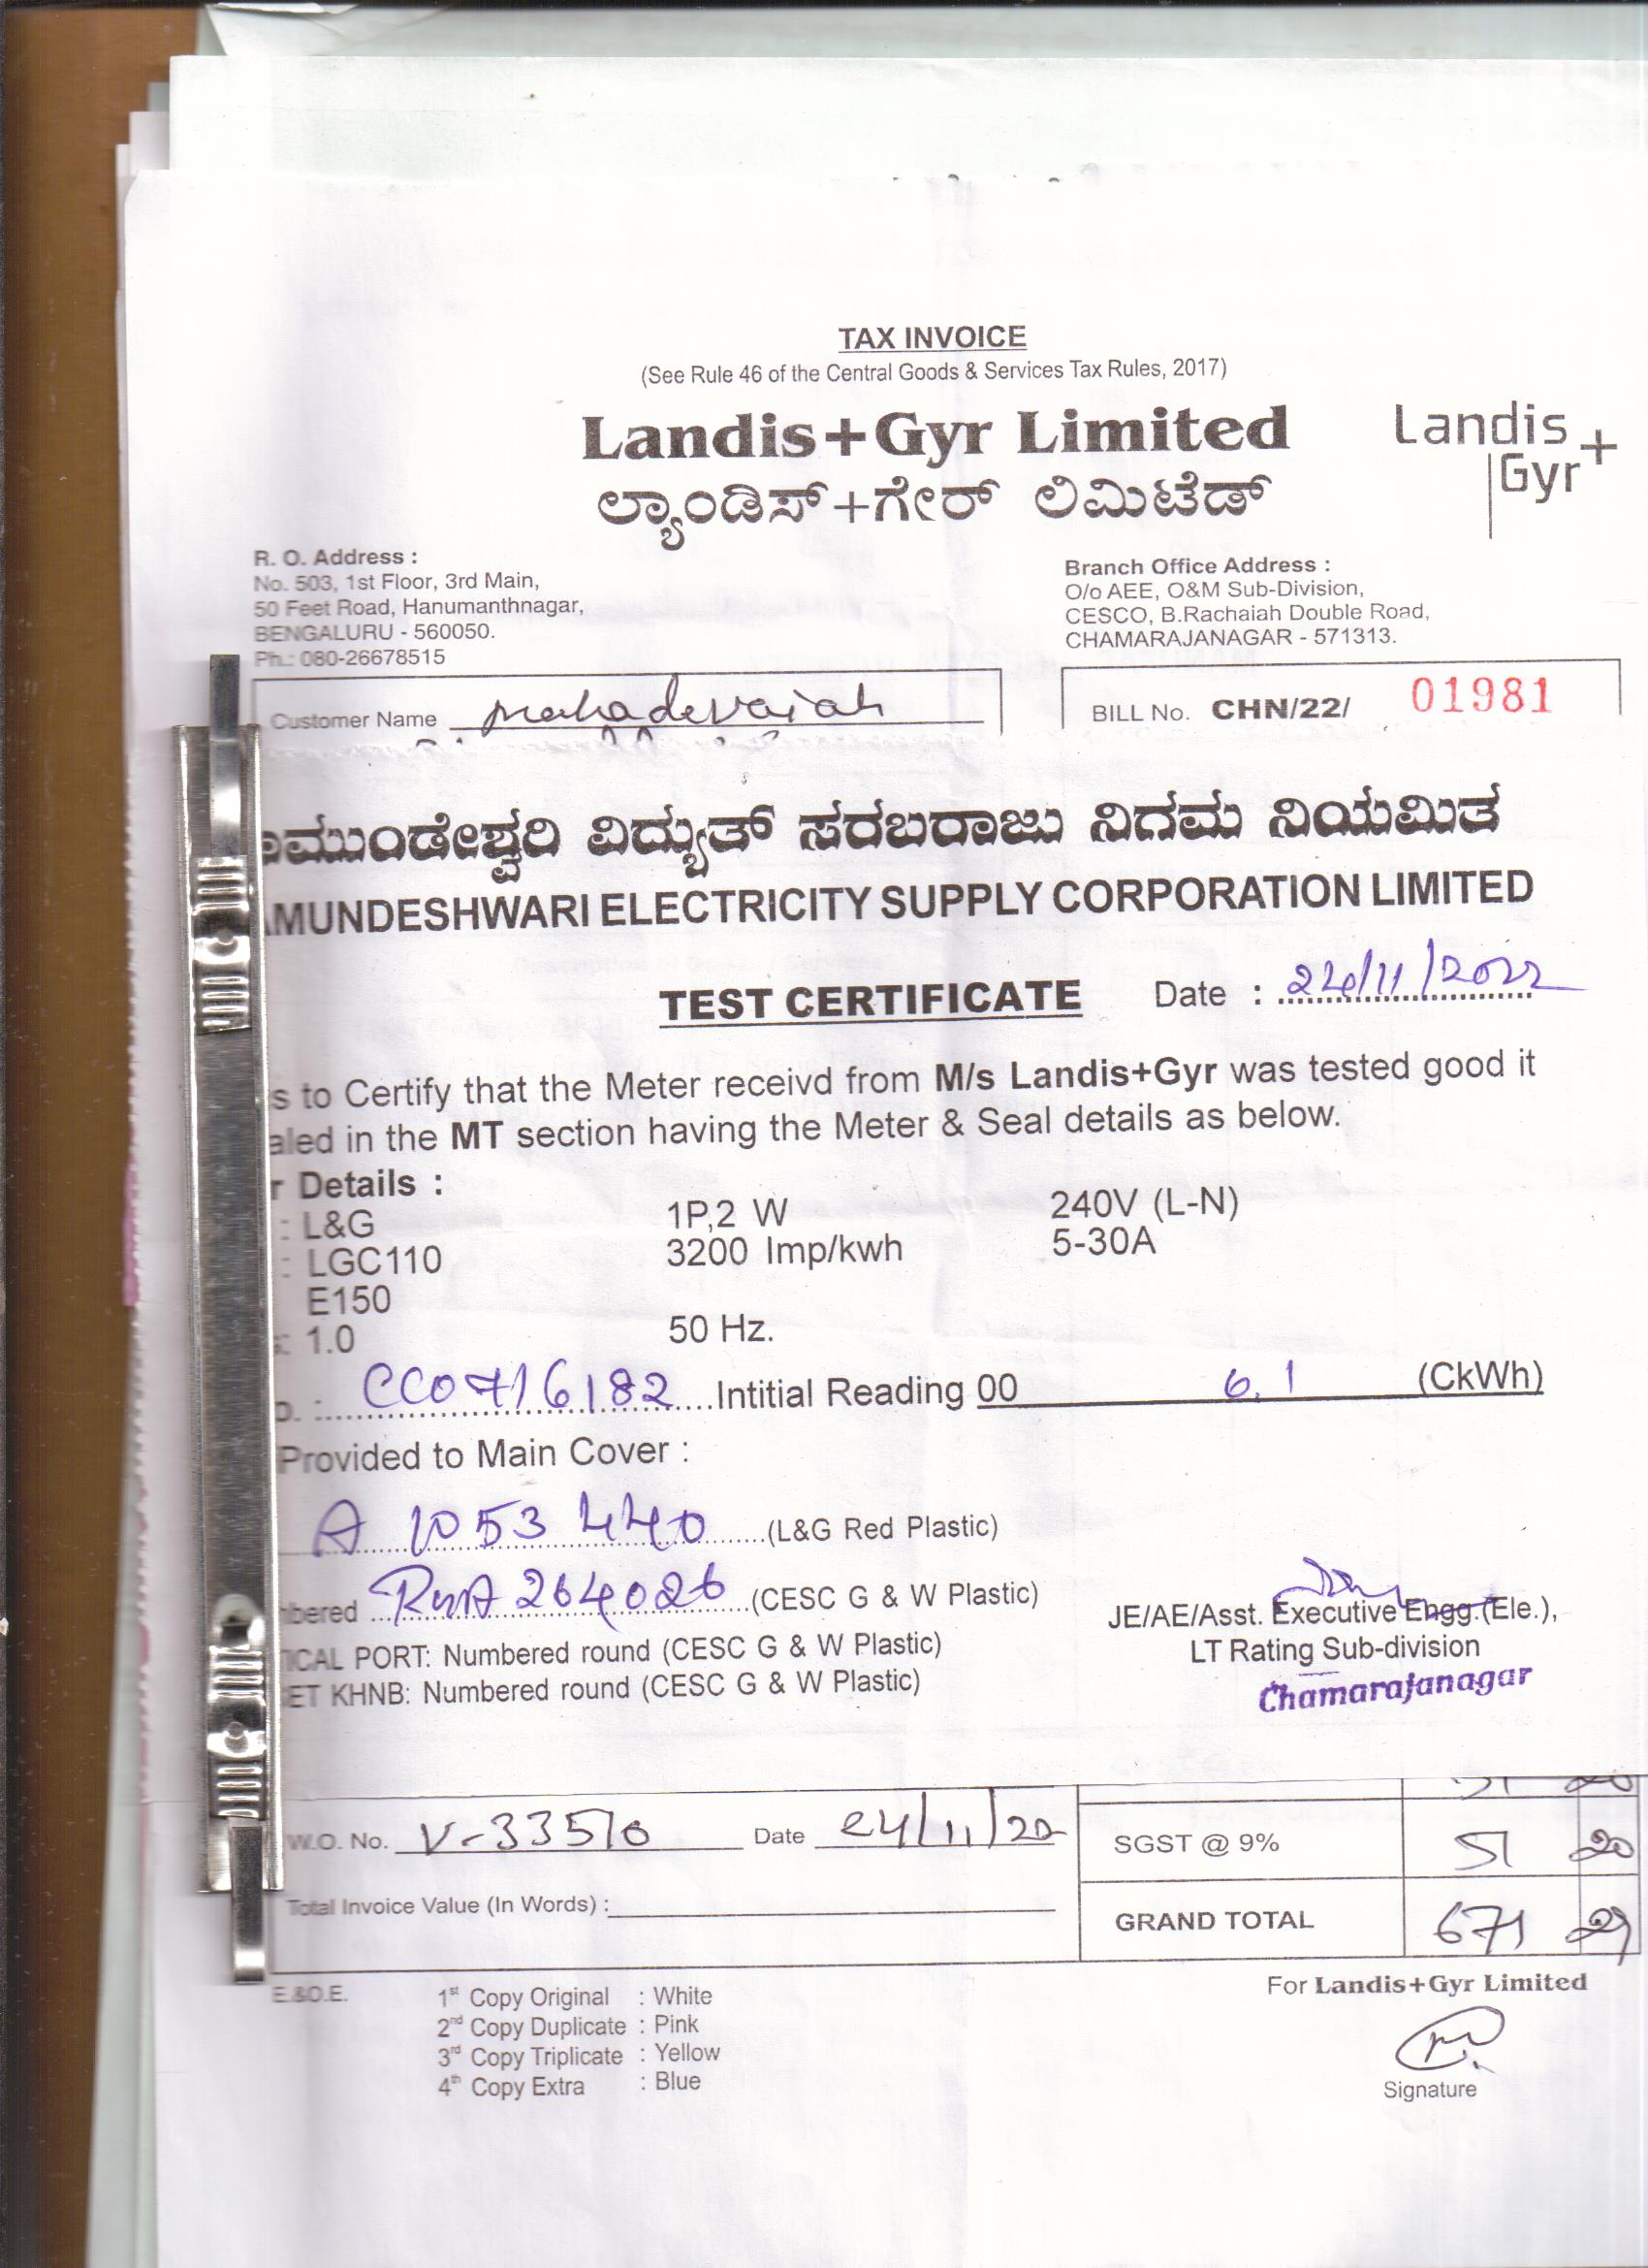 TAX INVOICE
(See Rule 46 of the Central Goods & Services Tax Rules, 2017)
Landis+Gyr Limited
Landis+
Gyr
ಲ್ಯಾಂಡಿಸ್+ಗೇರ್ ಲಿಮಿಟೆಡ್
R. O. Address :
No. 503, 1st Floor, 3rd Main,
50 Feet Road, Hanumanthnagar,
BENGALURU - 560050.
Ph.: 080-26678515
Branch Office Address :
O/o AEE, O&M Sub-Division,
CESCO, B.Rachaiah Double Road,
CHAMARAJANAGAR - 571313.
Customer Name mahadevaiah
BILL No. CHN/22/ 01981
ಾಮುಂಡೇಶ್ವರಿ ವಿದ್ಯುತ್ ಸರಬರಾಜು ನಿಗಮ ನಿಯಮಿತ
AMUNDESHWARI ELECTRICITY SUPPLY CORPORATION LIMITED
TEST CERTIFICATE Date : 24/11/2022
s to Certify that the Meter receivd from M/s Landis+Gyr was tested good it
aled in the MT section having the Meter & Seal details as below.
r Details :
: L&G 1P,2 W 240V (L-N)
: LGC110 3200 Imp/kwh 5-30A
E150
s: 1.0 50 Hz.
o. : CC0716182 Intitial Reading 00 6.1 (CkWh)
Provided to Main Cover :
A 1053440 (L&G Red Plastic)
bered 264026 (CESC G & W Plastic)
ICAL PORT: Numbered round (CESC G & W Plastic)
ET KHNB: Numbered round (CESC G & W Plastic)
JE/AE/Asst. Executive Engg.(Ele.),
LT Rating Sub-division
Chamarajanagar
51 20
W.O. No. V-33510 Date 24/11/22
SGST @ 9% 51 20
Total Invoice Value (In Words) :
GRAND TOTAL 671 29
E.&O.E.
1st Copy Original : White
2nd Copy Duplicate : Pink
3rd Copy Triplicate : Yellow
4th Copy Extra : Blue
For Landis+Gyr Limited
Signature